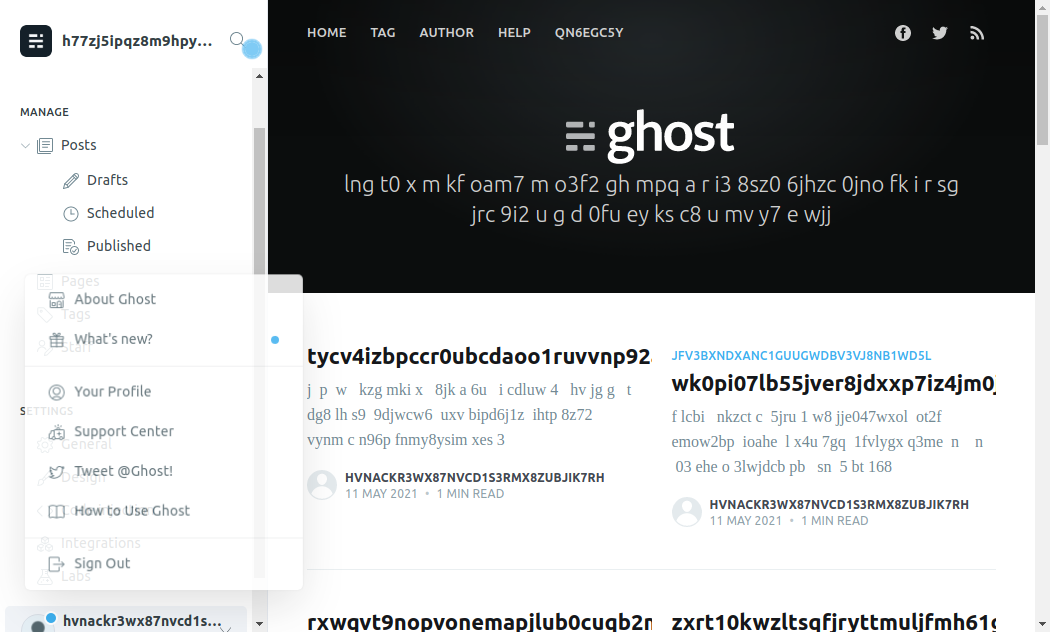 h77zj5ipqz8m9hpy...
MANAGE
Posts
Drafts
Scheduled
Published
Pages
Tags
Staff
SETTINGS
General
Design
Integrations
Labs
About Ghost
What's new?
Your Profile
Support Center
Tweet @Ghost!
How to Use Ghost
Sign Out
hvnackr3wx87nvcd1s...
HOME TAG AUTHOR HELP QN6EGC5Y
ghost
lng t0 x m kf oam7 m o3f2 gh mpq a r i3 8sz0 6jhzc 0jno fk i r sg
jrc 9i2 u g d 0fu ey ks c8 u mv y7 e wjj
tycv4izbpccr0ubcdaoo1ruvvnp92
j p w kzg mki x 8jk a 6u i cdluw 4 hv jg g t
dg8 lh s9 9djwcw6 uxv bipd6j1z ihtp 8z72
vynm c n96p fnmy8ysim xes 3
HVNACKR3WX87NVCD1S3RMX8ZUBJIK7RH
11 MAY 2021 • 1 MIN READ
JFV3BXNDXANC1GUUGWDBV3VJ8NB1WD5L
wk0pi07lb55jver8jdxxp7iz4jm0
f lcbi nkzct c 5jru 1 w8 jje047wxol ot2f
emow2bp ioahe l x4u 7gq 1fvlygx q3me n n
03 ehe o 3lwjdcb pb sn 5 bt 168
HVNACKR3WX87NVCD1S3RMX8ZUBJIK7RH
11 MAY 2021 • 1 MIN READ
rxwqvt9nopvonemapjlub0cuqb2n
zxrt10kwzltsqfjryttmuljfmh61g